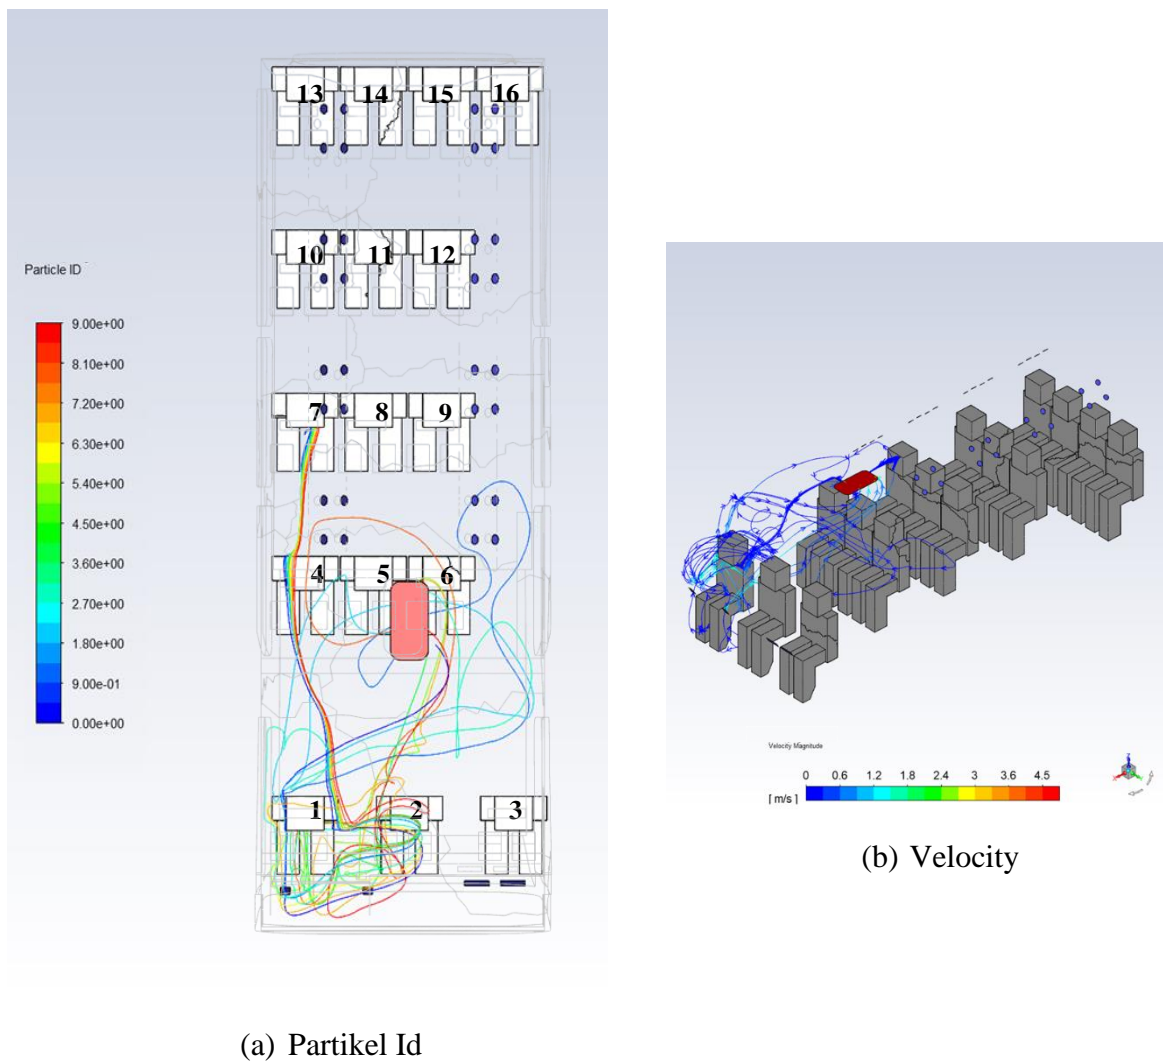 13 14 15 16
10 11 12
Particle ID
9.00e+00
8.10e+00
7.20e+00
6.30e+00
5.40e+00
4.50e+00
3.60e+00
2.70e+00
1.80e+00
9.00e-01
0.00e+00
7 8 9
4 5 6
1 2 3
(a) Partikel Id
Velocity Magnitude
0 0.6 1.2 1.8 2.4 3 3.6 4.5
[ m/s ]
(b) Velocity